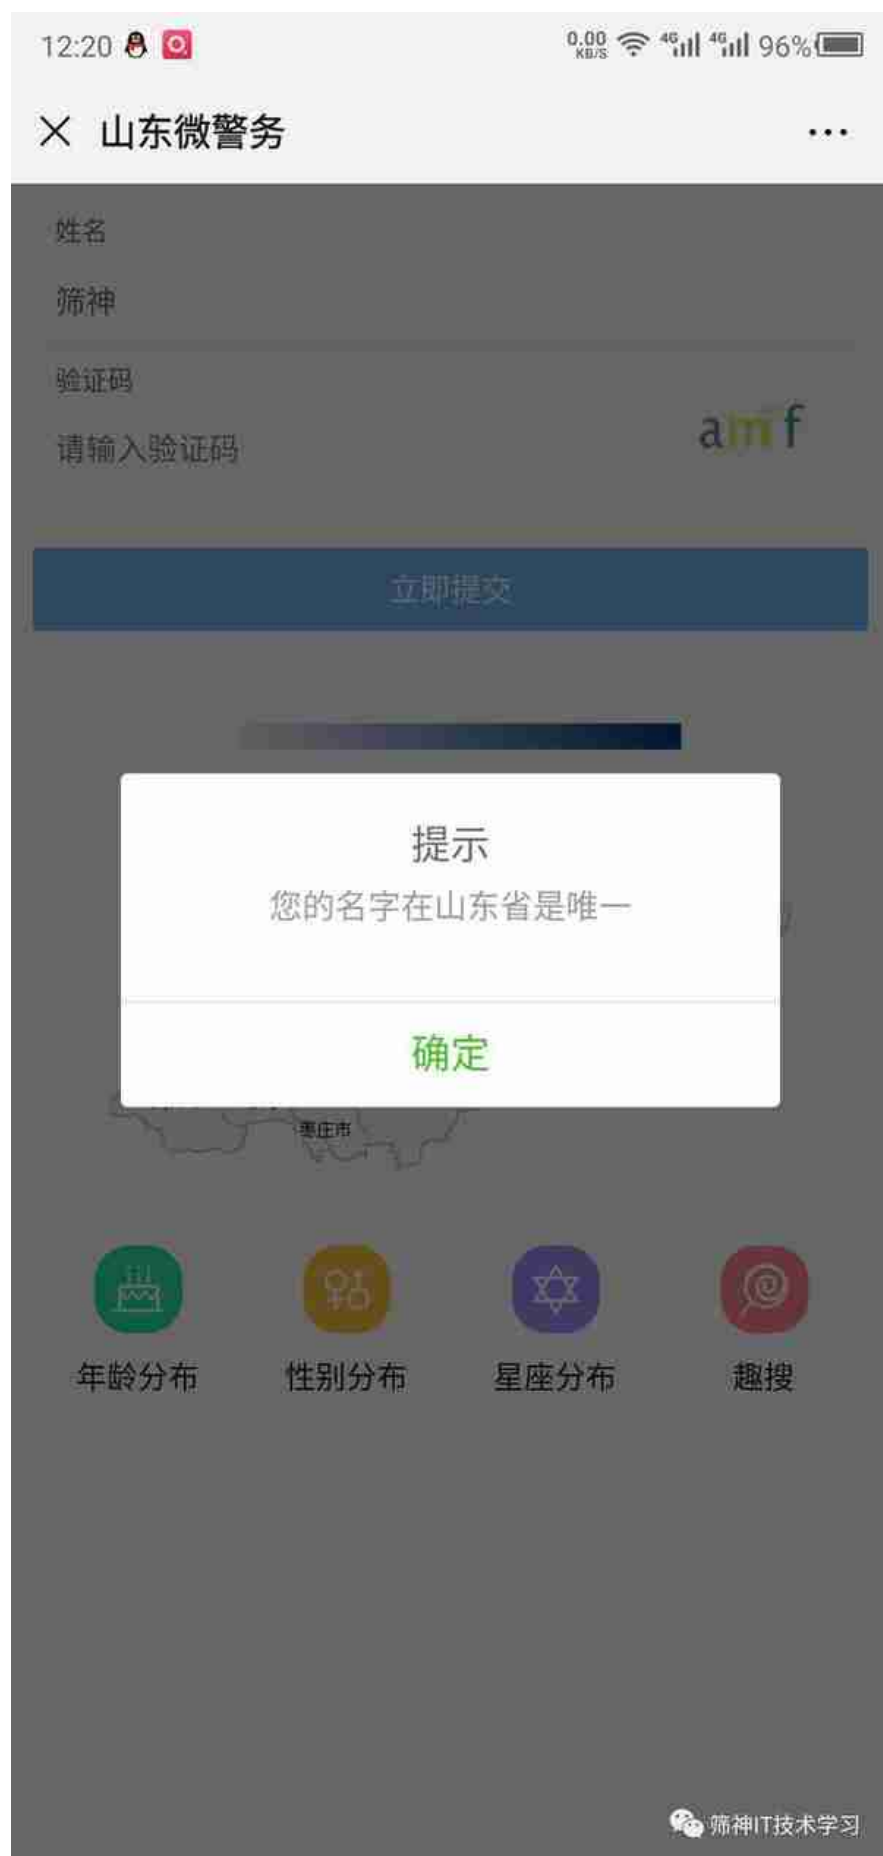 12:20 0.00 KB/S 4G 4G 96%
山东微警务
姓名
筛神
验证码
请输入验证码
amf
立即提交
提示
您的名字在山东省是唯一
确定
枣庄市
年龄分布 性别分布 星座分布 趣搜
筛神IT技术学习